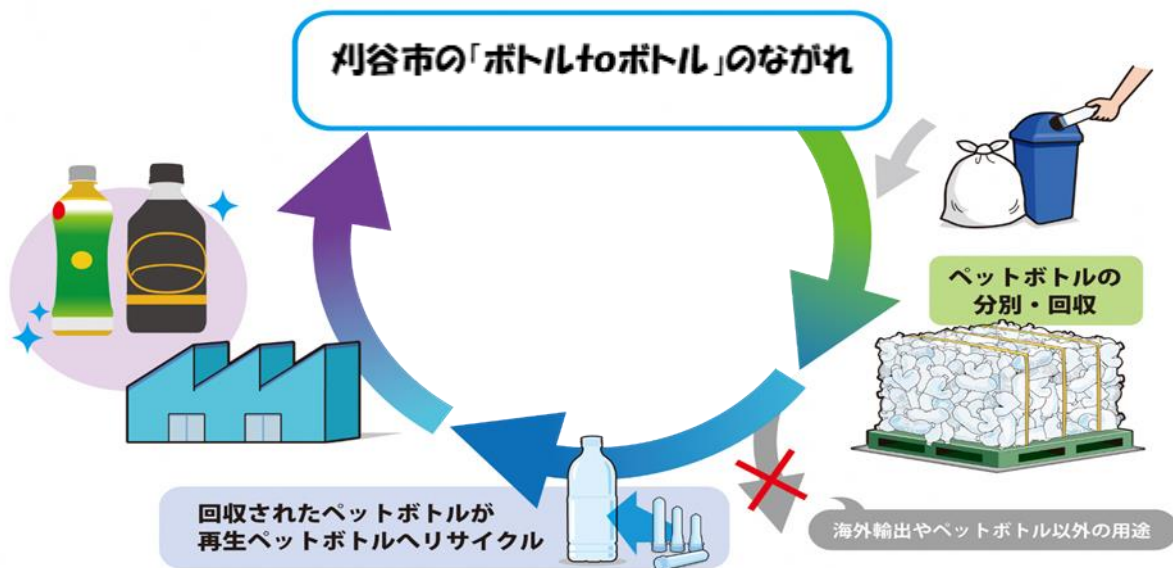 刈谷市の「ボトルtoボトル」のながれ
ペットボトルの
分別・回収
回収されたペットボトルが
再生ペットボトルへリサイクル
海外輸出やペットボトル以外の用途